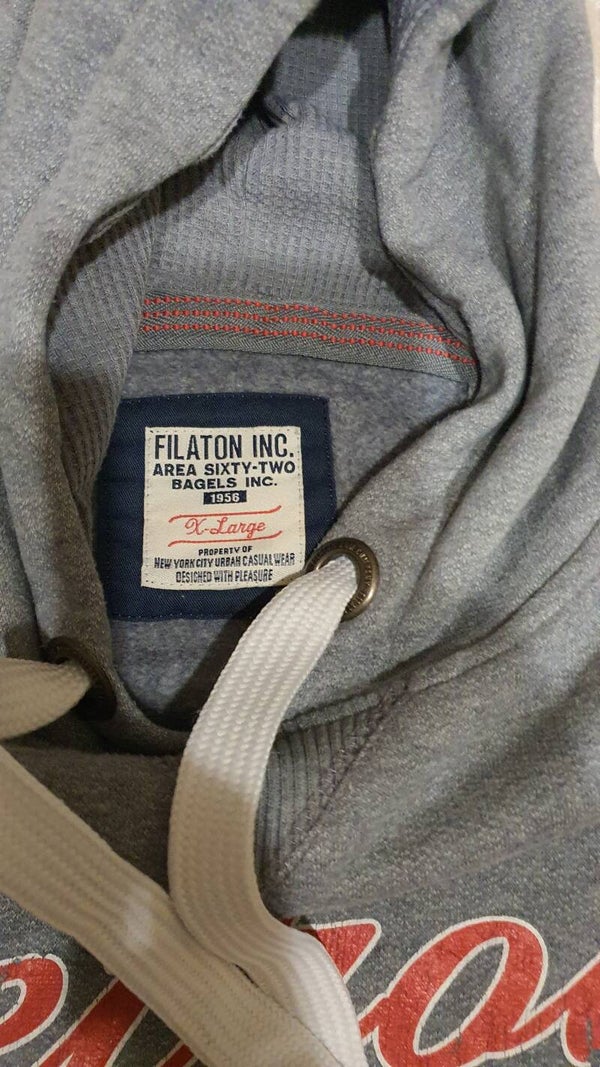 FILATON INC.
AREA SIXTY-TWO
BAGELS INC.
1956
X-Large
PROPERTY OF
NEW YORK CITY URBAN CASUAL WEAR
DESIGNED WITH PLEASURE